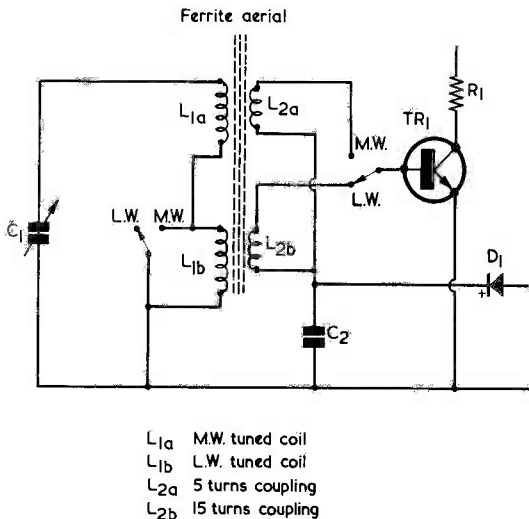 Ferrite aerial
L1a
L2a
R1
TR1
M.W.
L.W.
C1
L.W. M.W.
L1b
L2b
D1
+
C2
L1a M.W. tuned coil
L1b L.W. tuned coil
L2a 5 turns coupling
L2b 15 turns coupling